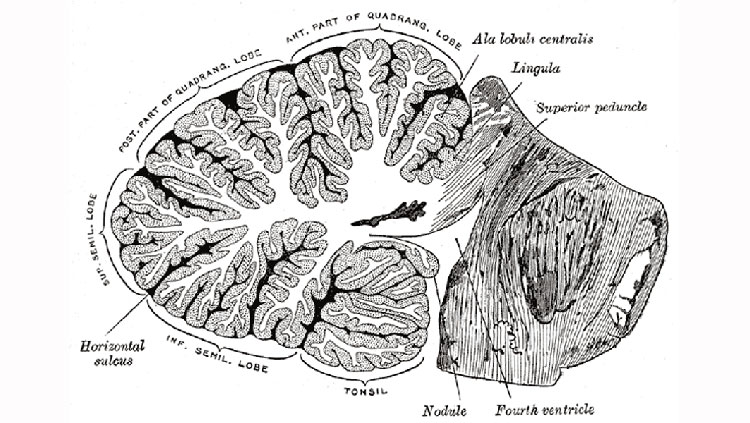 ANT. PART OF QUADRANG. LOBE
Ala lobuli centralis
Lingula
Superior peduncle
POST. PART OF QUADRANG. LOBE
SUP. SEMIL. LOBE
Horizontal
sulcus
INF. SEMIL. LOBE
TONSIL
Nodule
Fourth ventricle